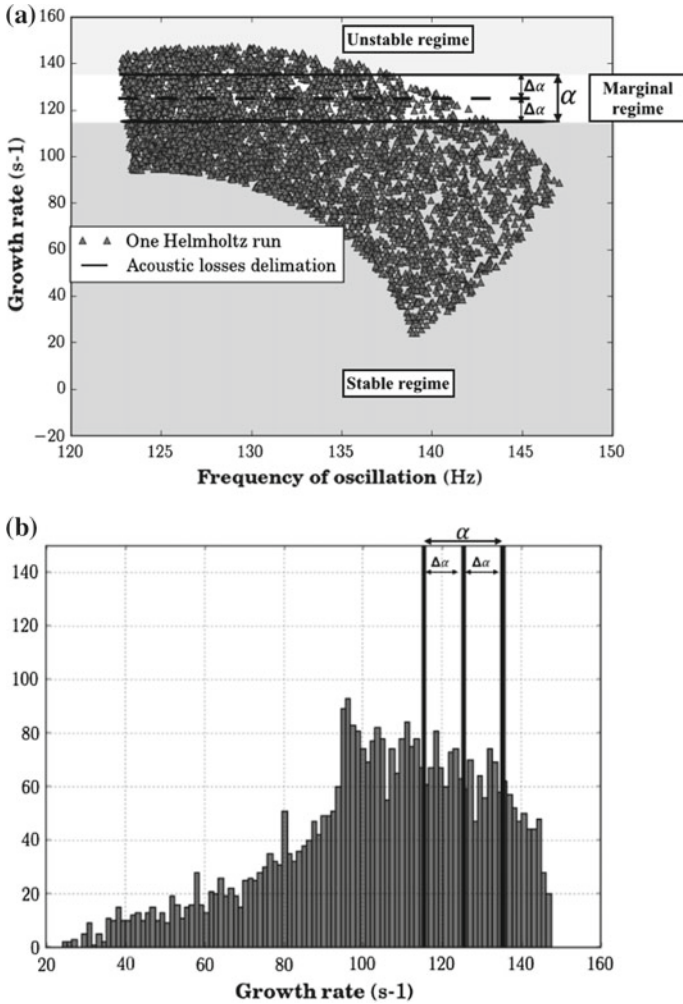 (a)
160
140
120
100
80
60
40
20
0
−20
Growth rate (s-1)
Unstable regime
Δα
Δα
α
Marginal
regime
One Helmholtz run
Acoustic losses delimation
Stable regime
120 125 130 135 140 145 150
Frequency of oscillation (Hz)
(b)
α
Δα Δα
140
120
100
80
60
40
20
0
20 40 60 80 100 120 140 160
Growth rate (s-1)